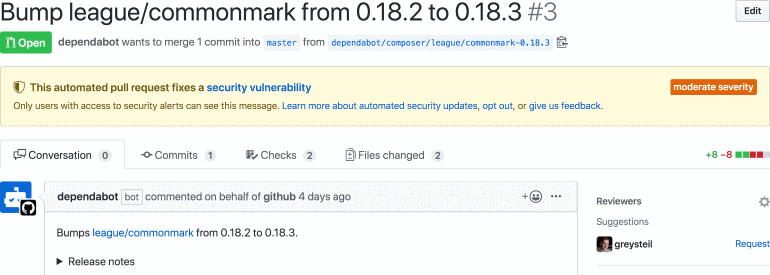 Bump league/commonmark from 0.18.2 to 0.18.3 #3
Edit
Open dependabot wants to merge 1 commit into master from dependabot/composer/league/commonmark-0.18.3
This automated pull request fixes a security vulnerability
moderate severity
Only users with access to security alerts can see this message. Learn more about automated security updates, opt out, or give us feedback.
Conversation 0 Commits 1 Checks 2 Files changed 2 +8 −8
dependabot bot commented on behalf of github 4 days ago
Bumps league/commonmark from 0.18.2 to 0.18.3.
Release notes
Reviewers
Suggestions
greysteil Request